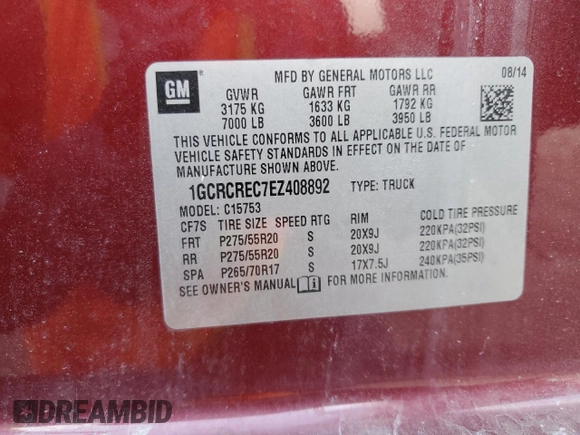 GM
MFD BY GENERAL MOTORS LLC 08/14
GVWR GAWR FRT GAWR RR
3175 KG 1633 KG 1792 KG
7000 LB 3600 LB 3950 LB
THIS VEHICLE CONFORMS TO ALL APPLICABLE U.S. FEDERAL MOTOR
VEHICLE SAFETY STANDARDS IN EFFECT ON THE DATE OF
MANUFACTURE SHOWN ABOVE.
1GCRCREC7EZ408892 TYPE: TRUCK
MODEL: C15753
CF7S TIRE SIZE SPEED RTG RIM COLD TIRE PRESSURE
FRT P275/55R20 S 20X9J 220KPA(32PSI)
RR P275/55R20 S 20X9J 220KPA(32PSI)
SPA P265/70R17 S 17X7.5J 240KPA(35PSI)
SEE OWNER'S MANUAL FOR MORE INFORMATION.
DREAMBID